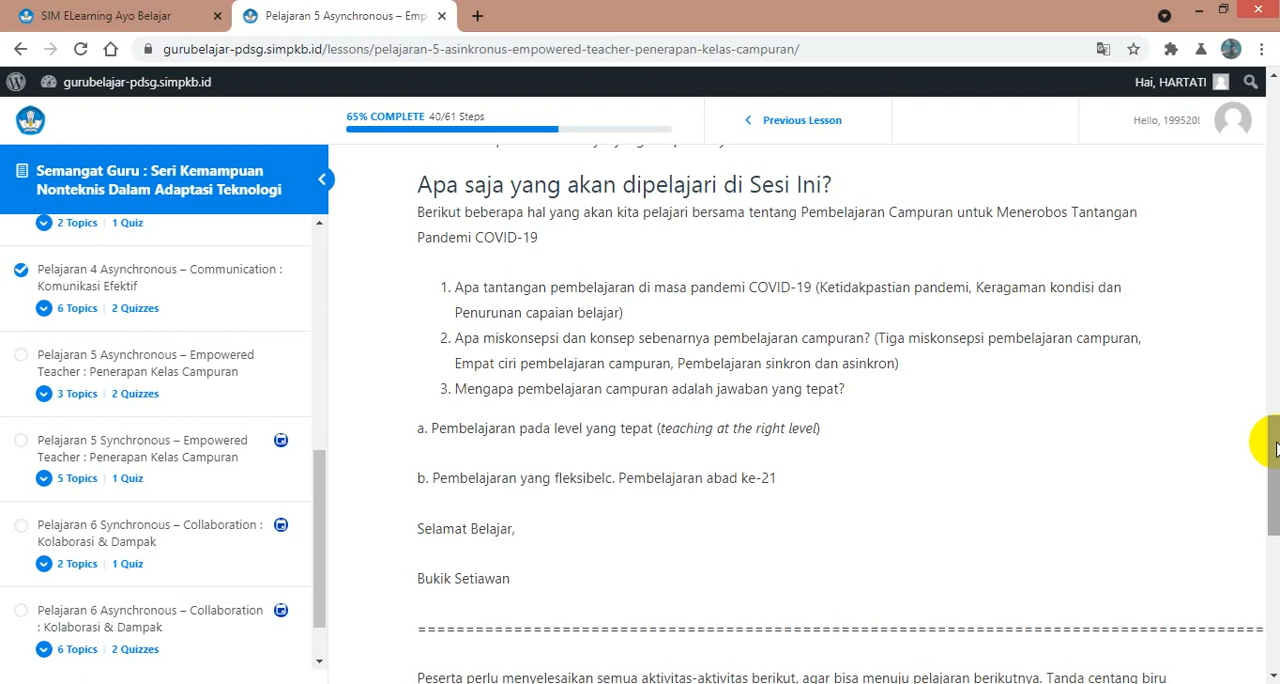 SIM ELearning Ayo Belajar
Pelajaran 5 Asynchronous – Emp
gurubelajar-pdsg.simpkb.id/lessons/pelajaran-5-asinkronus-empowered-teacher-penerapan-kelas-campuran/
gurubelajar-pdsg.simpkb.id
Hai, HARTATI
65% COMPLETE 40/61 Steps
Previous Lesson
Hello, 199520!
Semangat Guru : Seri Kemampuan
Nonteknis Dalam Adaptasi Teknologi
2 Topics | 1 Quiz
Pelajaran 4 Asynchronous – Communication :
Komunikasi Efektif
6 Topics | 2 Quizzes
Pelajaran 5 Asynchronous – Empowered
Teacher : Penerapan Kelas Campuran
3 Topics | 2 Quizzes
Pelajaran 5 Synchronous – Empowered
Teacher : Penerapan Kelas Campuran
5 Topics | 1 Quiz
Pelajaran 6 Synchronous – Collaboration :
Kolaborasi & Dampak
2 Topics | 1 Quiz
Pelajaran 6 Asynchronous – Collaboration
: Kolaborasi & Dampak
6 Topics | 2 Quizzes
Apa saja yang akan dipelajari di Sesi Ini?
Berikut beberapa hal yang akan kita pelajari bersama tentang Pembelajaran Campuran untuk Menerobos Tantangan
Pandemi COVID-19
1. Apa tantangan pembelajaran di masa pandemi COVID-19 (Ketidakpastian pandemi, Keragaman kondisi dan
Penurunan capaian belajar)
2. Apa miskonsepsi dan konsep sebenarnya pembelajaran campuran? (Tiga miskonsepsi pembelajaran campuran,
Empat ciri pembelajaran campuran, Pembelajaran sinkron dan asinkron)
3. Mengapa pembelajaran campuran adalah jawaban yang tepat?
a. Pembelajaran pada level yang tepat (teaching at the right level)
b. Pembelajaran yang fleksibelc. Pembelajaran abad ke-21
Selamat Belajar,
Bukik Setiawan
========================================================================================
Peserta perlu menyelesaikan semua aktivitas-aktivitas berikut, agar bisa menuju pelajaran berikutnya. Tanda centang biru